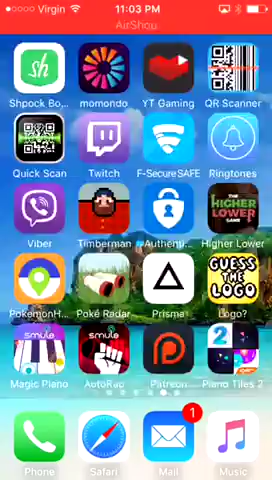 Virgin 11:03 PM
AirShop
sh
Shpock Bo... momondo YT Gaming QR Scanner
Quick Scan Twitch F-Secure SAFE Ringtones
THE HIGHER LOWER GAME
Viber Timberman #Authenti... Higher Lower
GUESS THE LOGO
PokemonH... Poké Radar Prisma Logo?
smule smule 2
Magic Piano AutoRap Patreon Piano Tiles 2
1
Phone Safari Mail Music